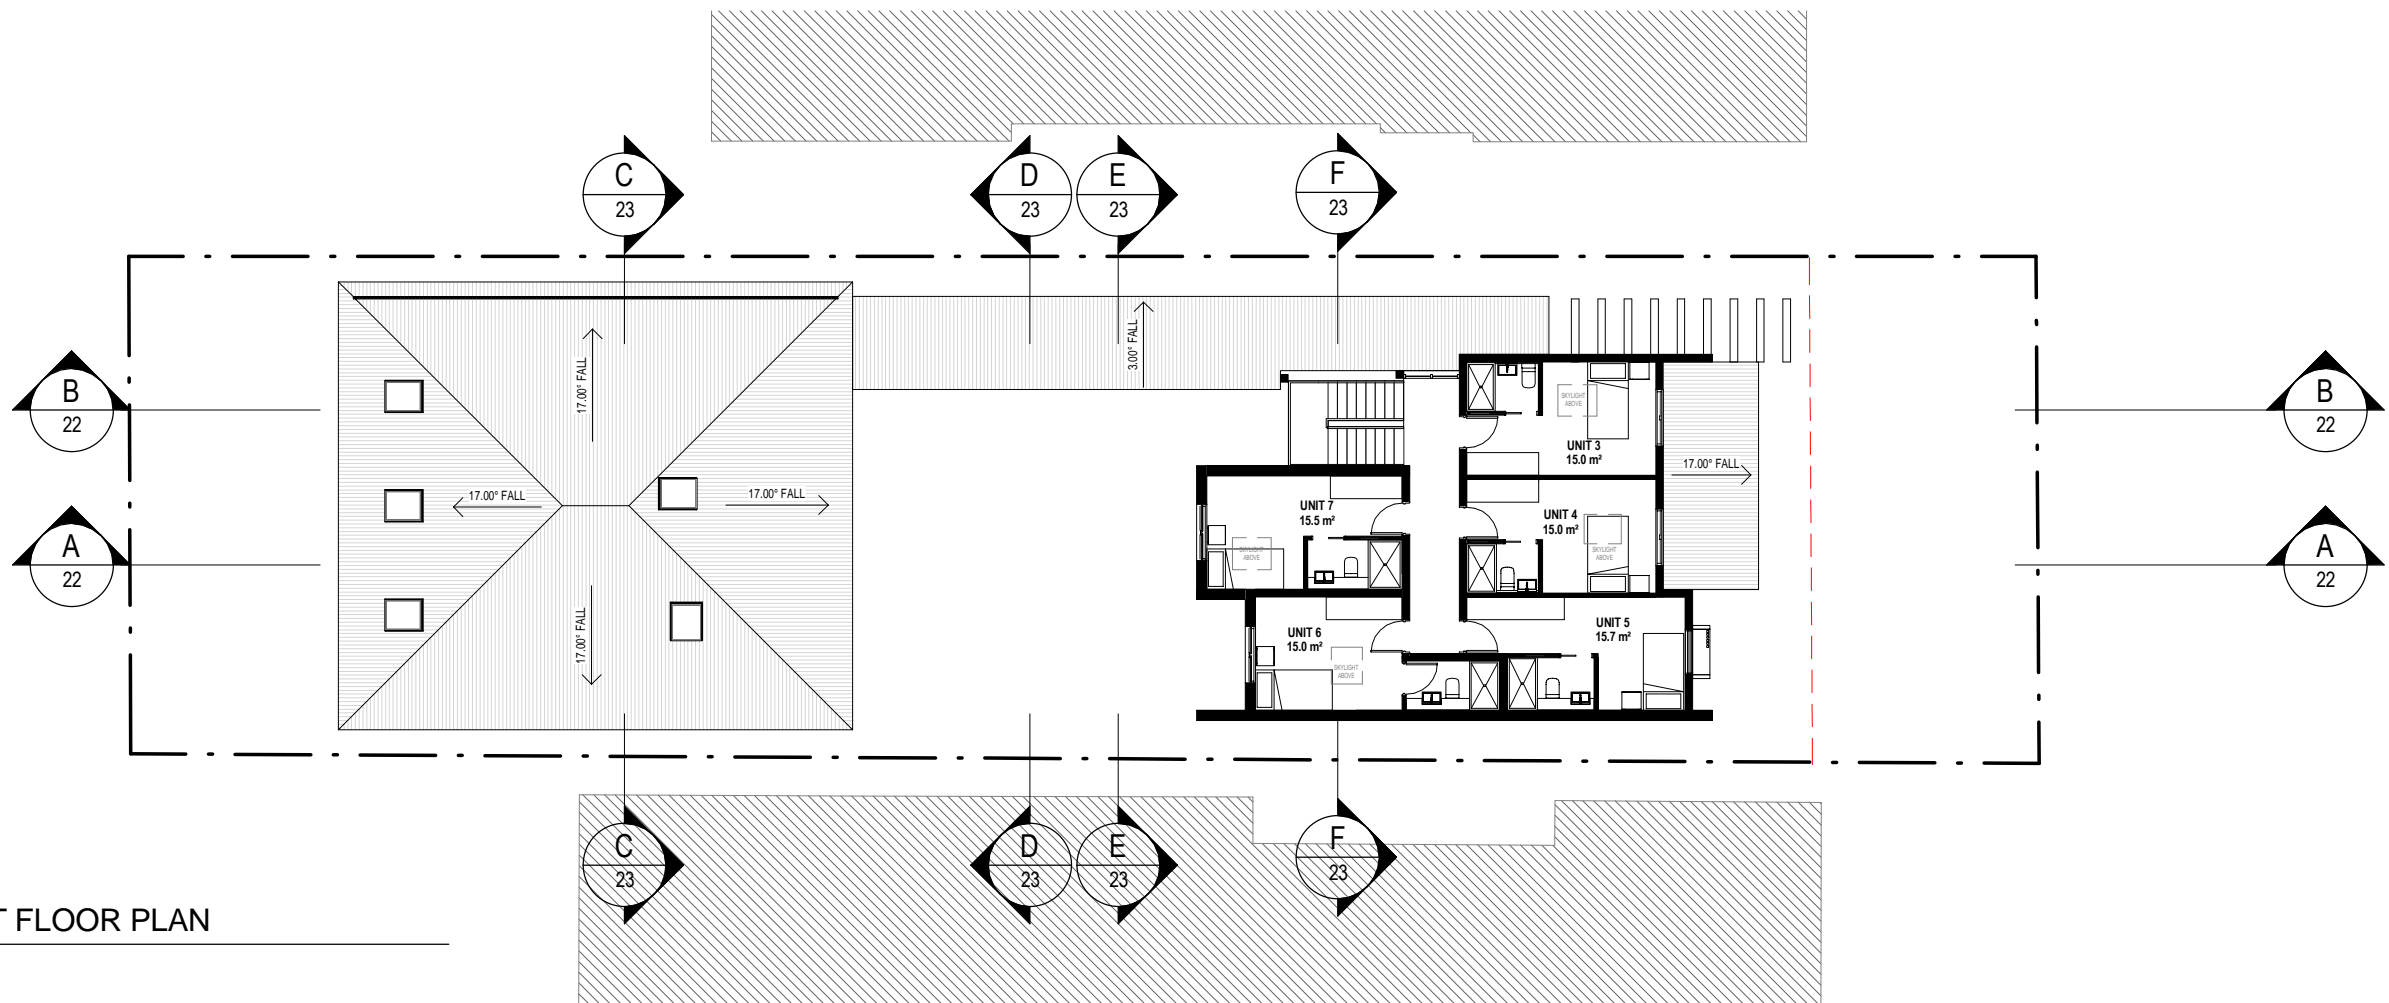 C
23
D
23
E
23
F
23
B
22
B
22
A
22
A
22
17.00° FALL
17.00° FALL
17.00° FALL
17.00° FALL
3.00° FALL
17.00° FALL
SKYLIGHT
ABOVE
UNIT 3
15.0 m²
UNIT 7
15.5 m²
SKYLIGHT
ABOVE
UNIT 4
15.0 m²
SKYLIGHT
ABOVE
UNIT 6
15.0 m²
SKYLIGHT
ABOVE
UNIT 5
15.7 m²
C
23
D
23
E
23
F
23
T FLOOR PLAN